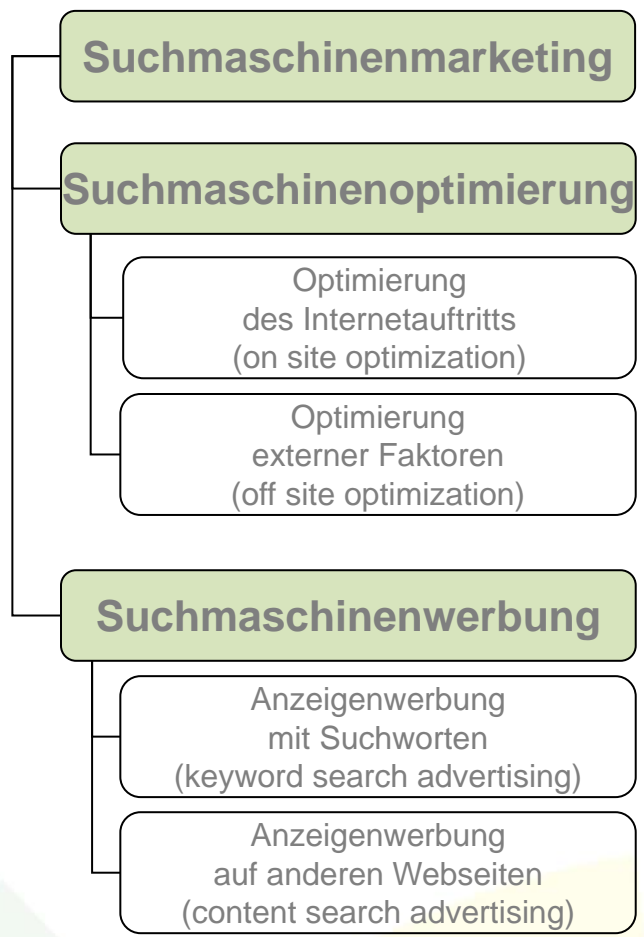 Suchmaschinenmarketing
Suchmaschinenoptimierung
Optimierung
des Internetauftritts
(on site optimization)
Optimierung
externer Faktoren
(off site optimization)
Suchmaschinenwerbung
Anzeigenwerbung
mit Suchworten
(keyword search advertising)
Anzeigenwerbung
auf anderen Webseiten
(content search advertising)